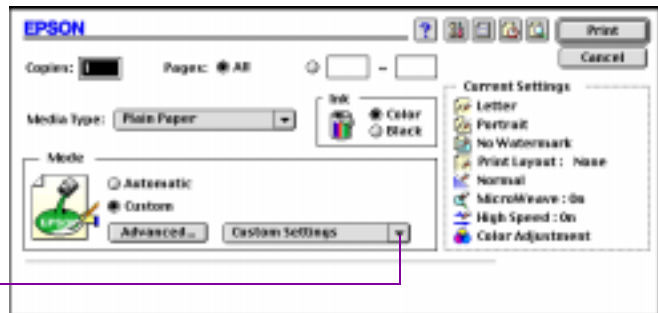 EPSON
? Print
Copies: 1 Pages: All –
Cancel
Media Type: Plain Paper
Ink
Color
Black
Mode
Automatic
Custom
Advanced... Custom Settings
EPSON
Current Settings
Letter
Portrait
No Watermark
Print Layout : None
Normal
MicroWeave : On
High Speed : On
Color Adjustment